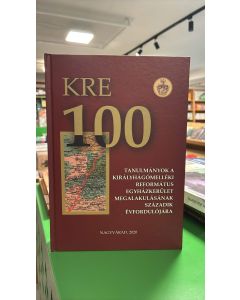 KRE
100
TANULMÁNYOK A
KIRÁLYHÁGÓMELLÉKI
REFORMÁTUS
EGYHÁZKERÜLET
MEGALAKULÁSÁNAK
SZÁZADIK
ÉVFORDULÓJÁRA
NAGYVÁRAD, 2020